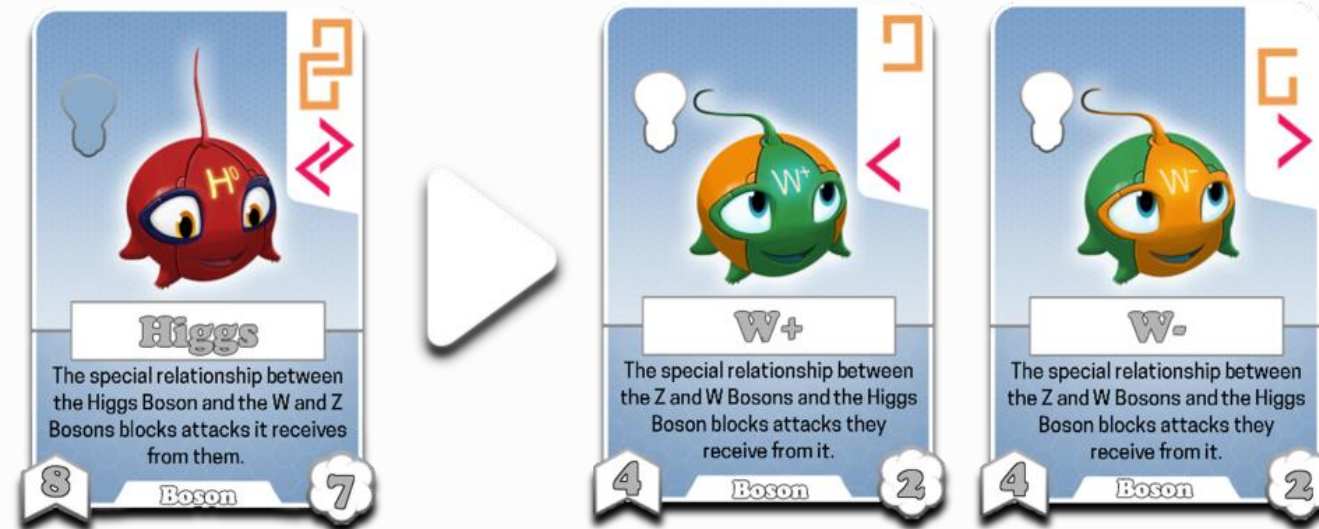 H⁰
Higgs
The special relationship between
the Higgs Boson and the W and Z
Bosons blocks attacks it receives
from them.
8
Boson
7
W⁺
W+
The special relationship between
the Z and W Bosons and the Higgs
Boson blocks attacks they
receive from it.
4
Boson
2
W⁻
W-
The special relationship between
the Z and W Bosons and the Higgs
Boson blocks attacks they
receive from it.
4
Boson
2